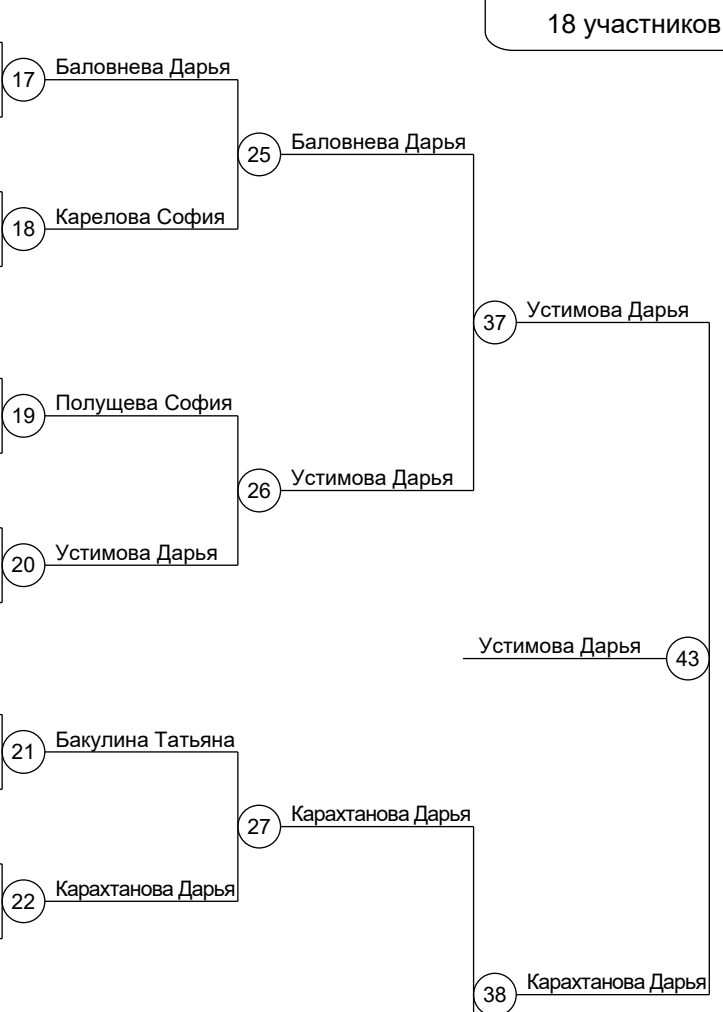 18 участников
17 Баловнева Дарья
25 Баловнева Дарья
18 Карелова София
37 Устимова Дарья
19 Полущева София
26 Устимова Дарья
20 Устимова Дарья
Устимова Дарья 43
21 Бакулина Татьяна
27 Карахтанова Дарья
22 Карахтанова Дарья
38 Карахтанова Дарья